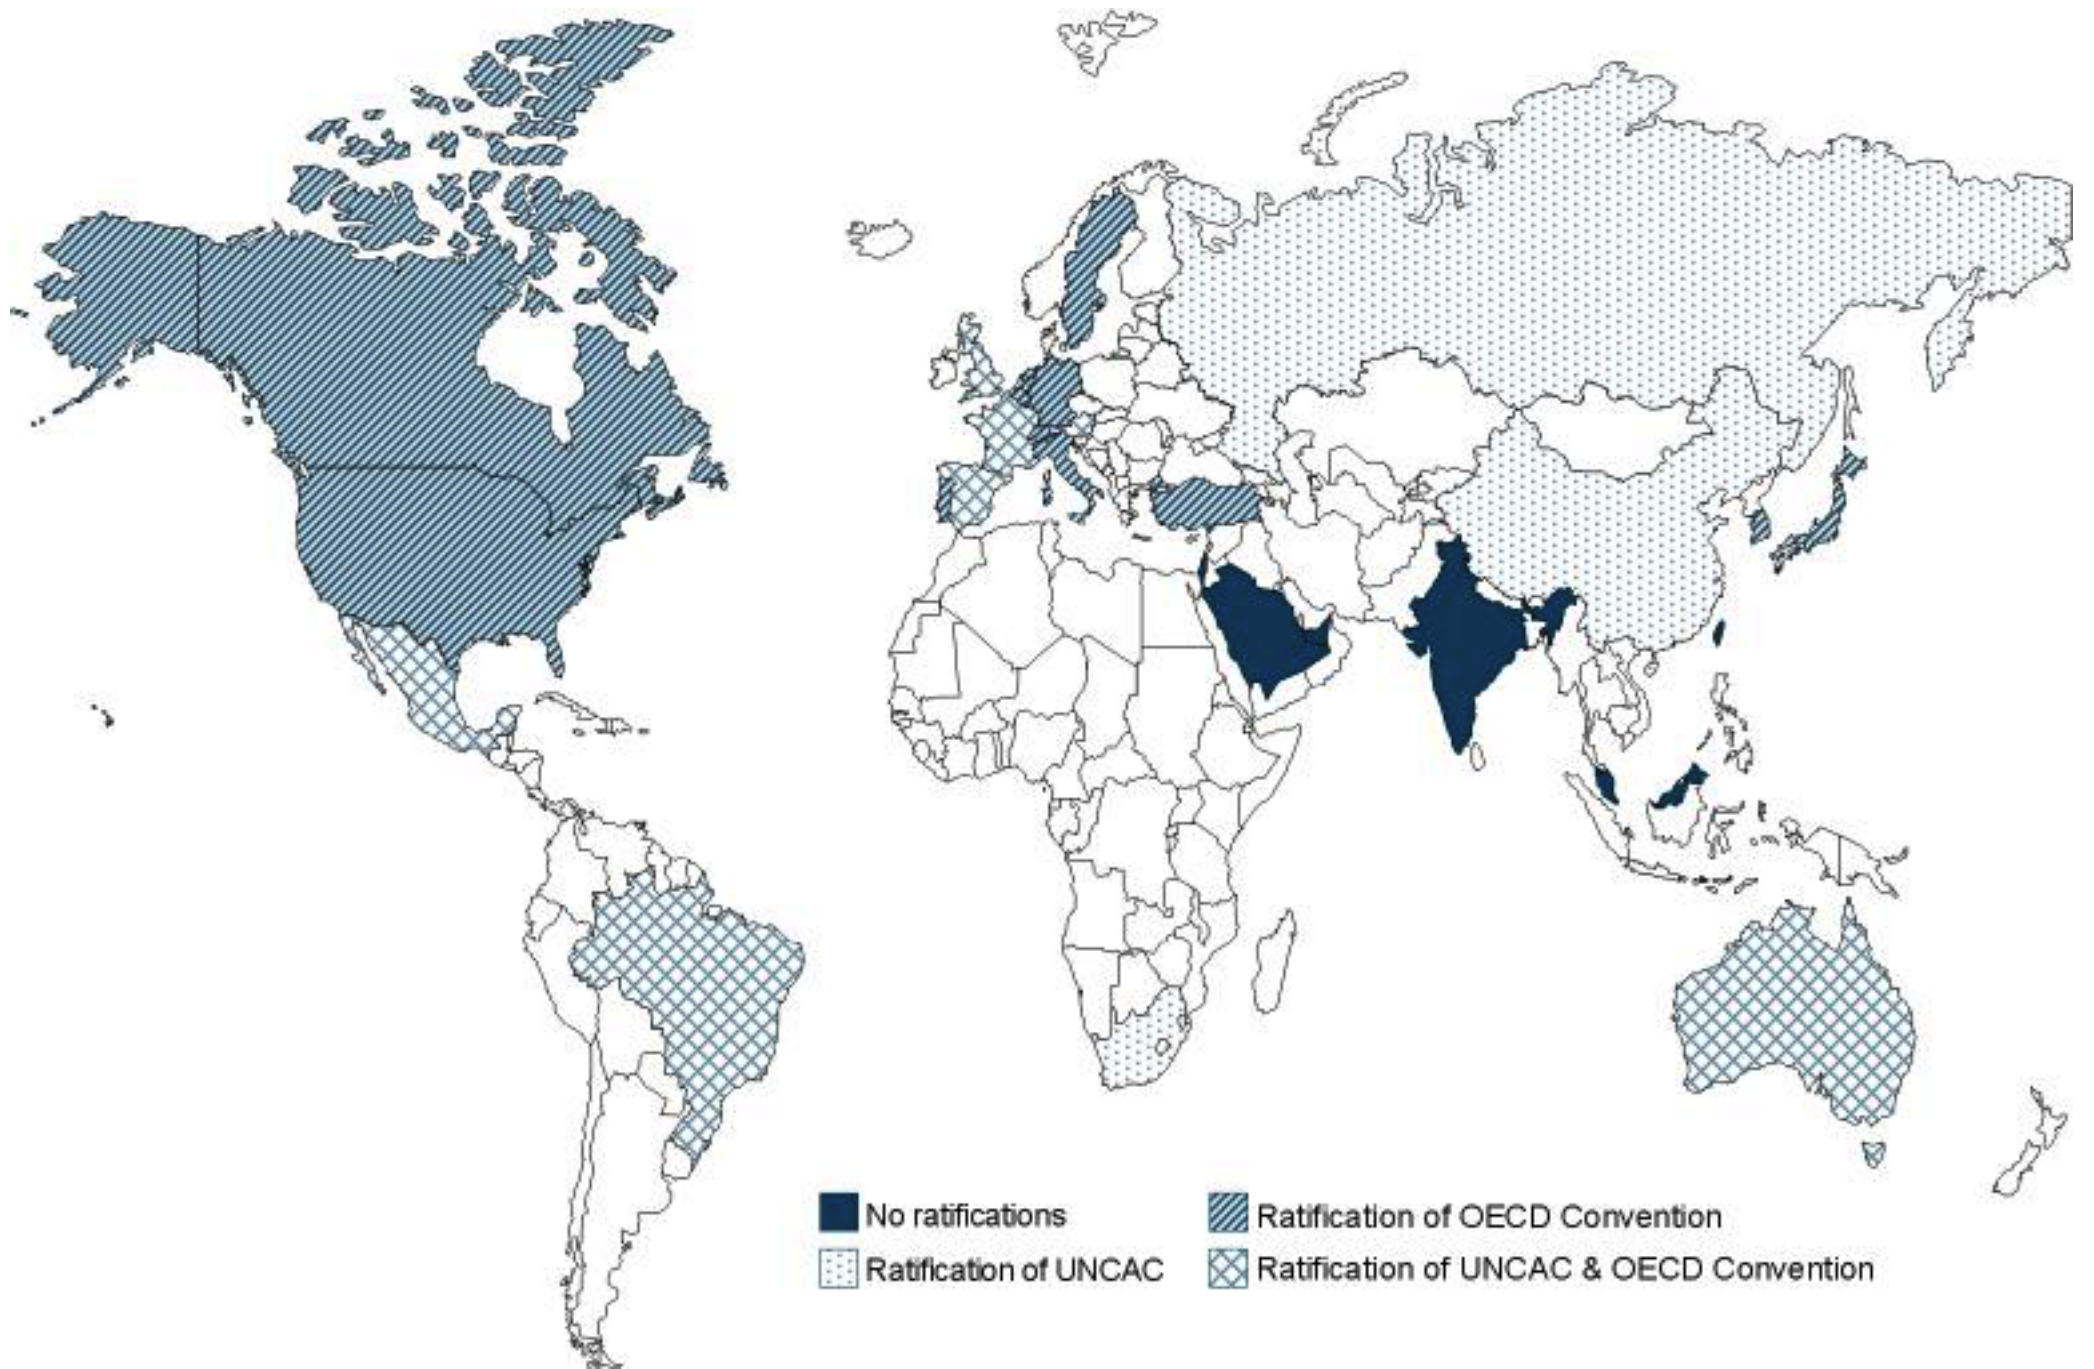 No ratifications
Ratification of OECD Convention
Ratification of UNCAC
Ratification of UNCAC & OECD Convention